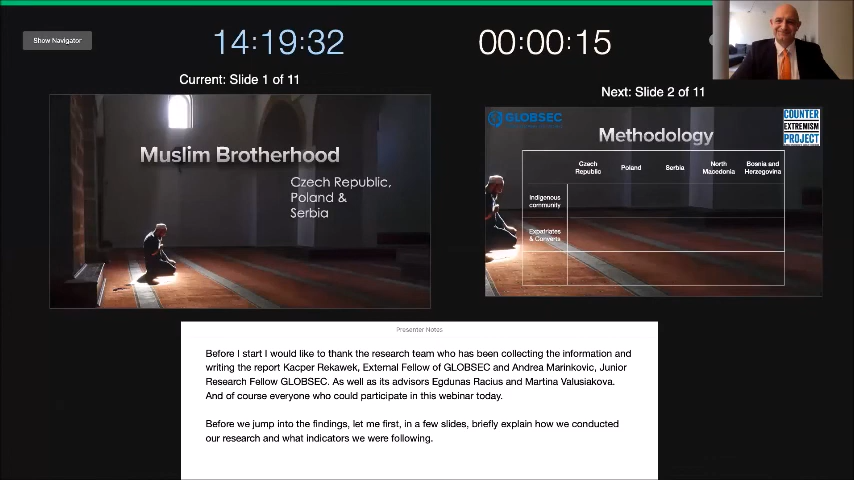 Show Navigator
14:19:32
00:00:15
Current: Slide 1 of 11
Next: Slide 2 of 11
Muslim Brotherhood
Czech Republic,
Poland &
Serbia
GLOBSEC
COUNTER
EXTREMISM
PROJECT
Methodology
Czech
Republic
Poland
Serbia
North
Macedonia
Bosnia and
Herzegovina
Indigenous
community
Expatriates
& Converts
Presenter Notes
Before I start I would like to thank the research team who has been collecting the information and
writing the report Kacper Rekawek, External Fellow of GLOBSEC and Andrea Marinkovic, Junior
Research Fellow GLOBSEC. As well as its advisors Egdunas Racius and Martina Valusiakova.
And of course everyone who could participate in this webinar today.
Before we jump into the findings, let me first, in a few slides, briefly explain how we conducted
our research and what indicators we were following.